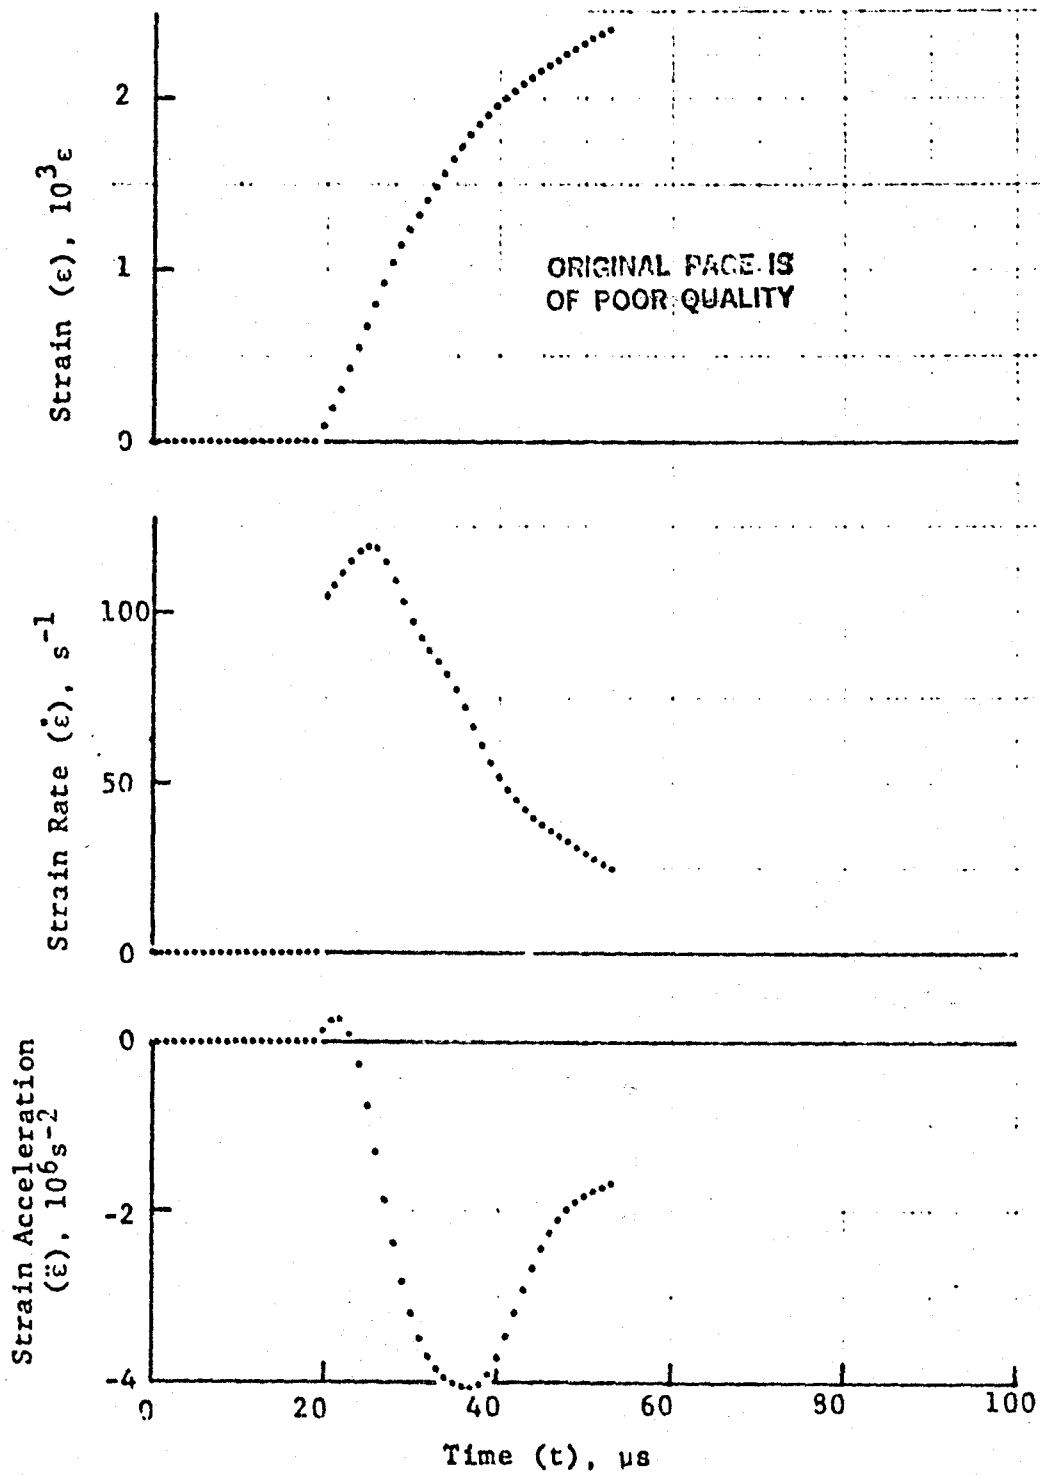 2
1
0
Strain (ε), 10³ε
ORIGINAL PAGE IS
OF POOR QUALITY
100
50
0
Strain Rate (ε̇), s⁻¹
0
-2
-4
Strain Acceleration
(ε̈), 10⁶s⁻²
0 20 40 60 80 100
Time (t), μs